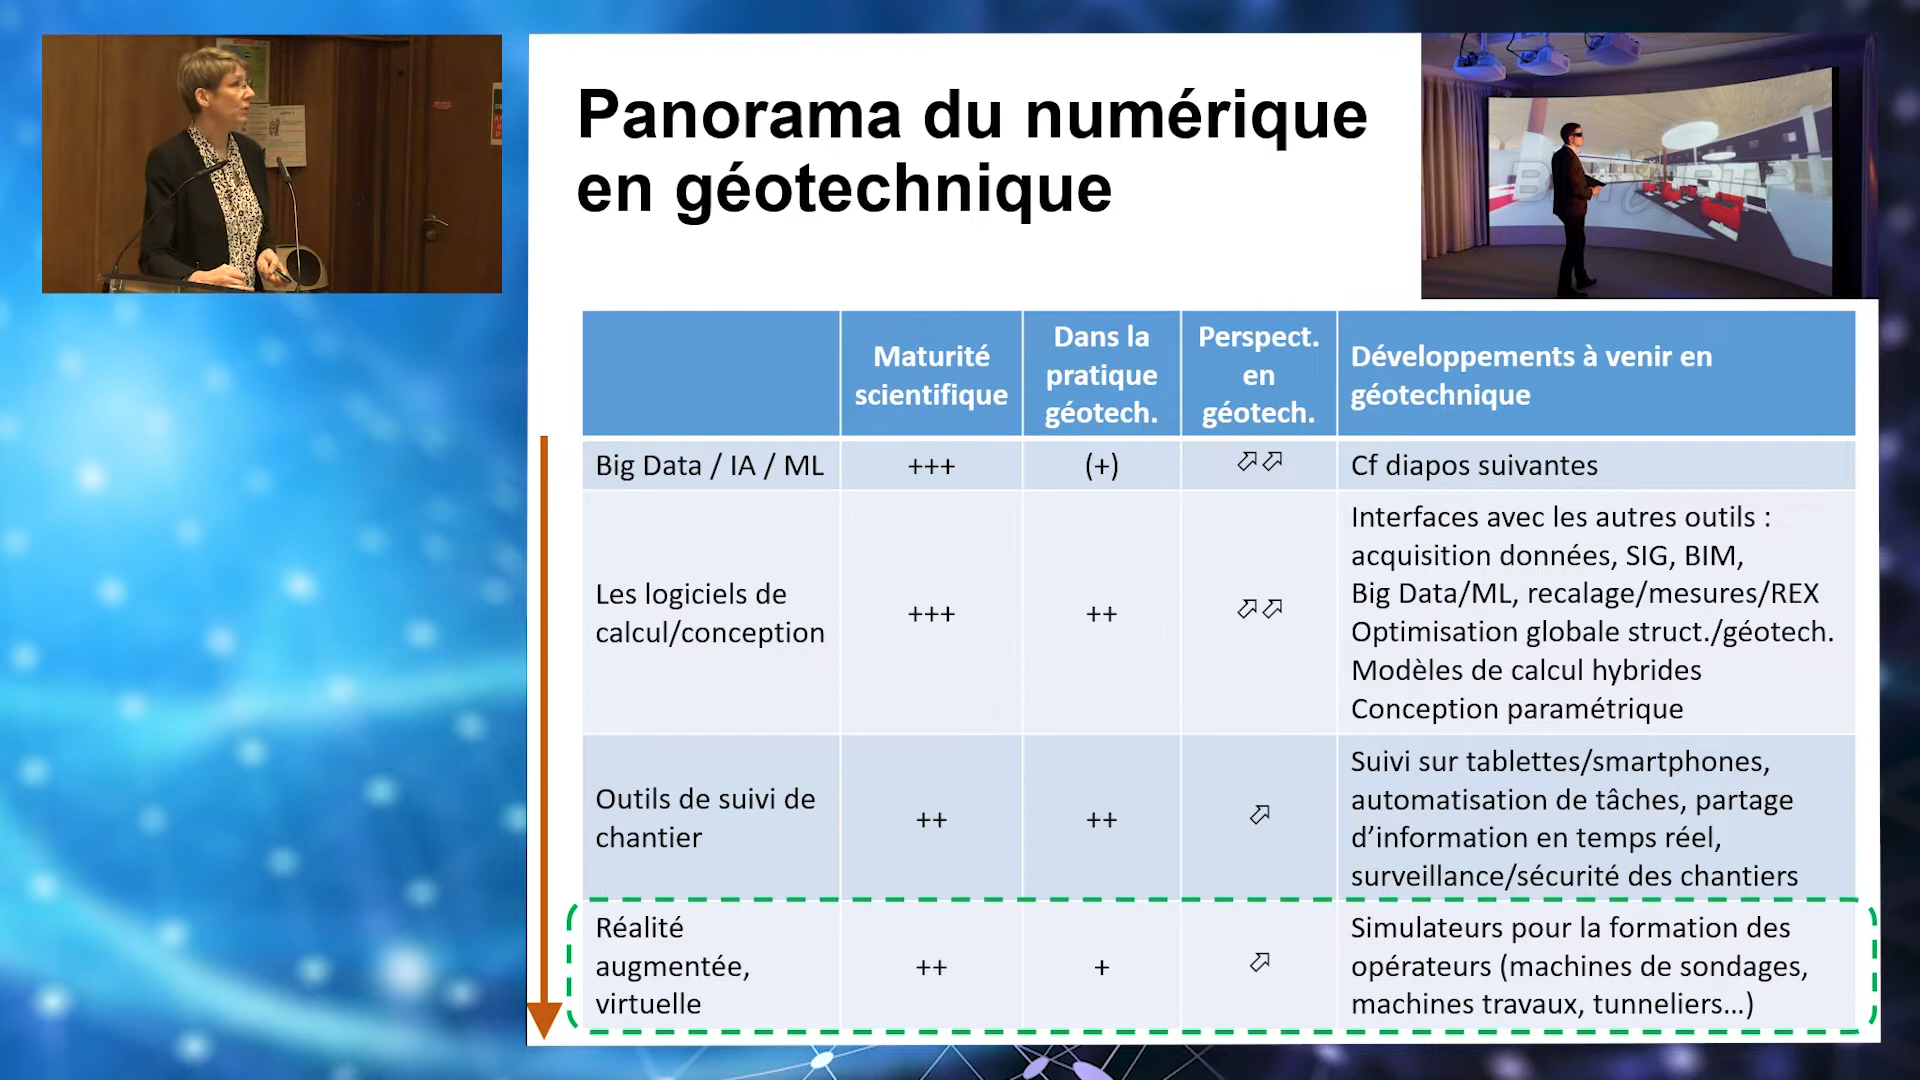 Panorama du numérique
en géotechnique
Maturité
scientifique
Dans la
pratique
géotech.
Perspect.
en
géotech.
Développements à venir en
géotechnique
Big Data / IA / ML
+++
(+)
⬀⬀
Cf diapos suivantes
Les logiciels de
calcul/conception
+++
++
⬀⬀
Interfaces avec les autres outils :
acquisition données, SIG, BIM,
Big Data/ML, recalage/mesures/REX
Optimisation globale struct./géotech.
Modèles de calcul hybrides
Conception paramétrique
Outils de suivi de
chantier
++
++
⬀
Suivi sur tablettes/smartphones,
automatisation de tâches, partage
d’information en temps réel,
surveillance/sécurité des chantiers
Réalité
augmentée,
virtuelle
++
+
⬀
Simulateurs pour la formation des
opérateurs (machines de sondages,
machines travaux, tunneliers...)